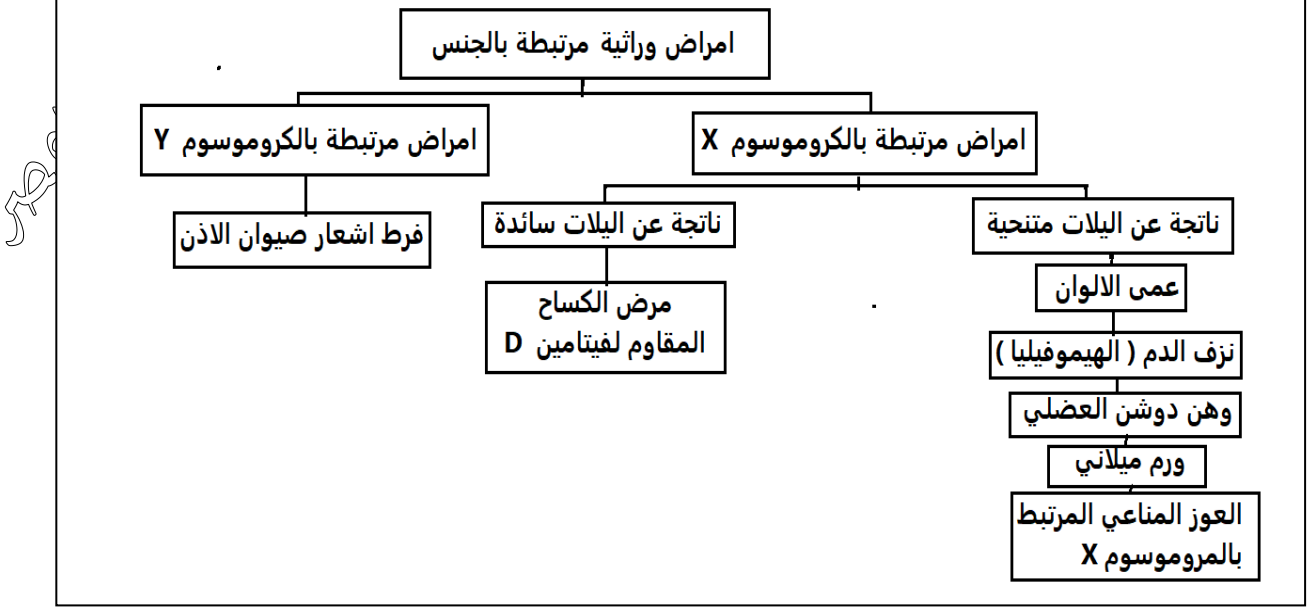 امراض وراثية مرتبطة بالجنس
امراض مرتبطة بالكروموسوم X
امراض مرتبطة بالكروموسوم Y
ناتجة عن اليلات متنحية
ناتجة عن اليلات سائدة
فرط اشعار صيوان الاذن
عمى الالوان
مرض الكساح
المقاوم لفيتامين D
نزف الدم ( الهيموفيليا )
وهن دوشن العضلي
ورم ميلاني
العوز المناعي المرتبط
بالمروموسوم X